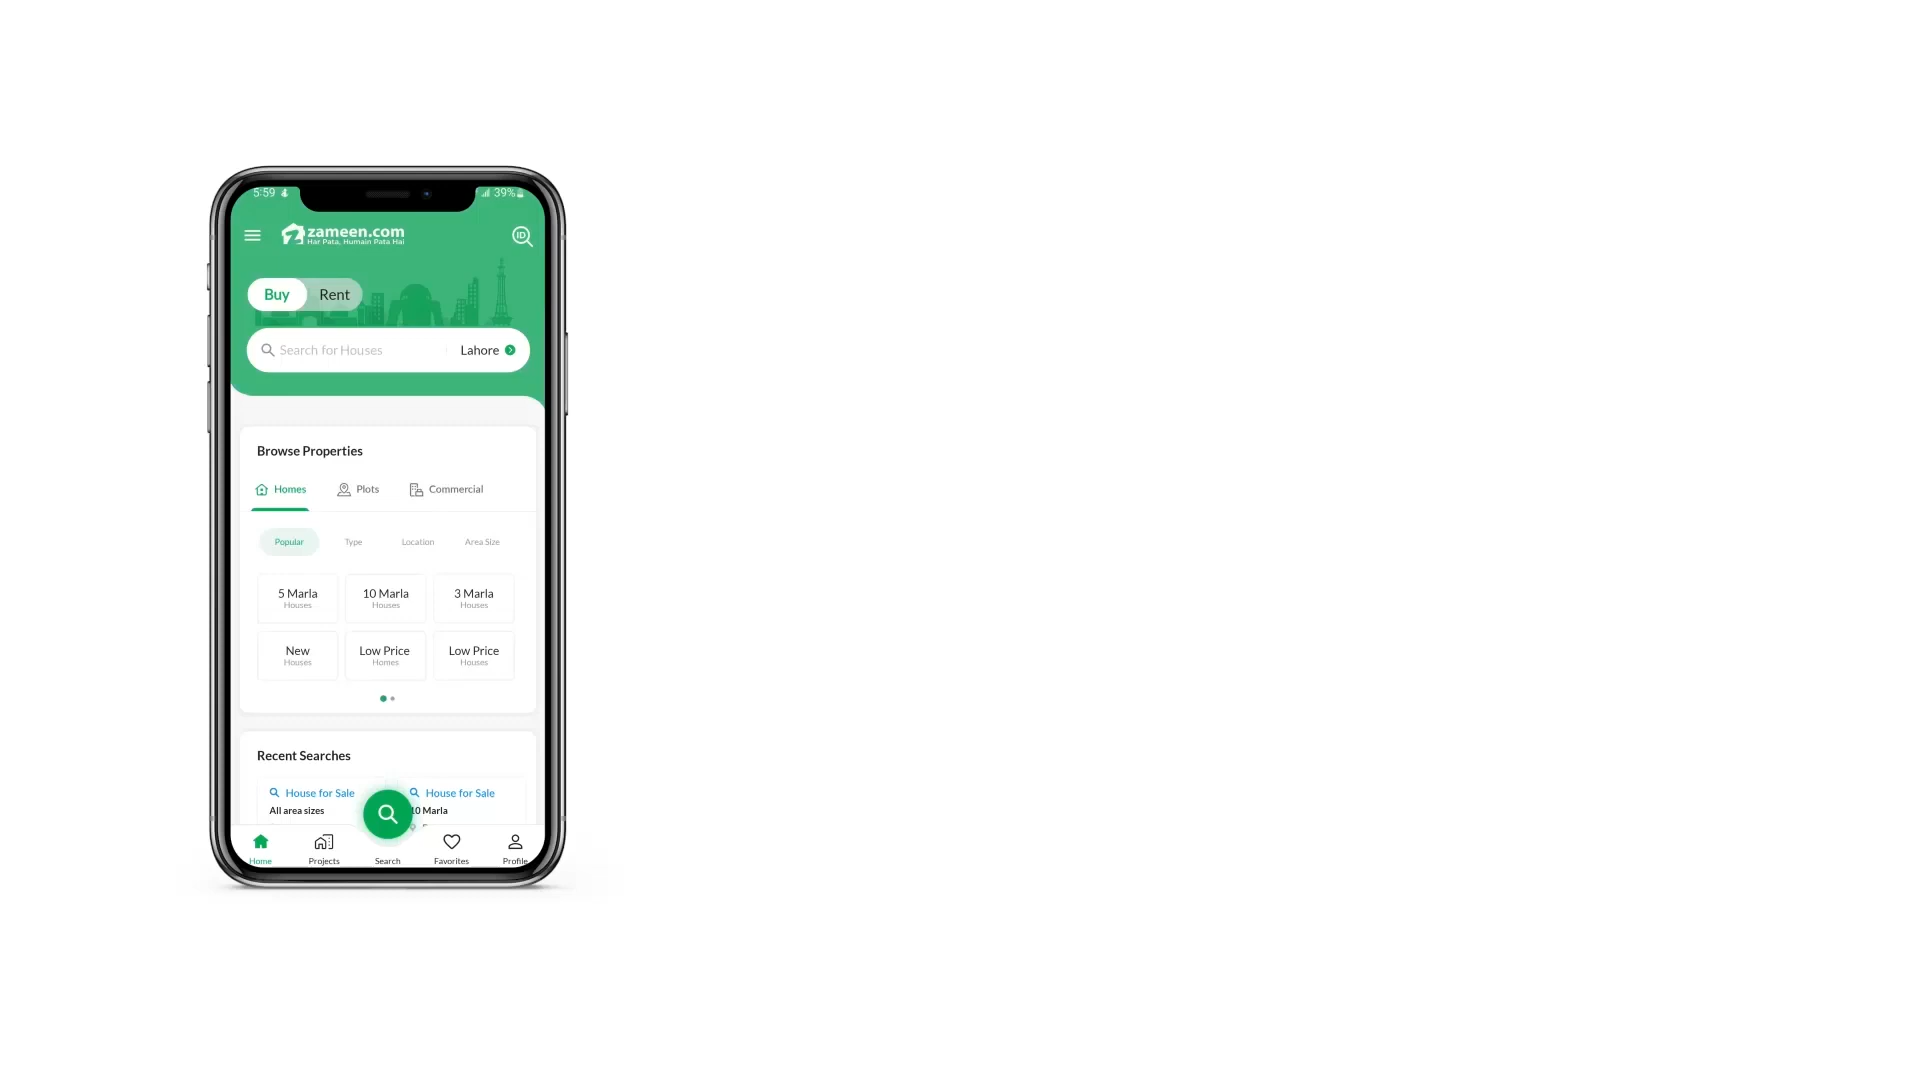 5:59
39%
zameen.com
Har Pata, Humain Pata Hai
ID
Buy Rent
Search for Houses Lahore
Browse Properties
Homes Plots Commercial
Popular Type Location Area Size
5 Marla 10 Marla 3 Marla
Houses Houses Houses
New Low Price Low Price
Houses Homes Houses
Recent Searches
House for Sale House for Sale
All area sizes 10 Marla
Home Projects Search Favorites Profile